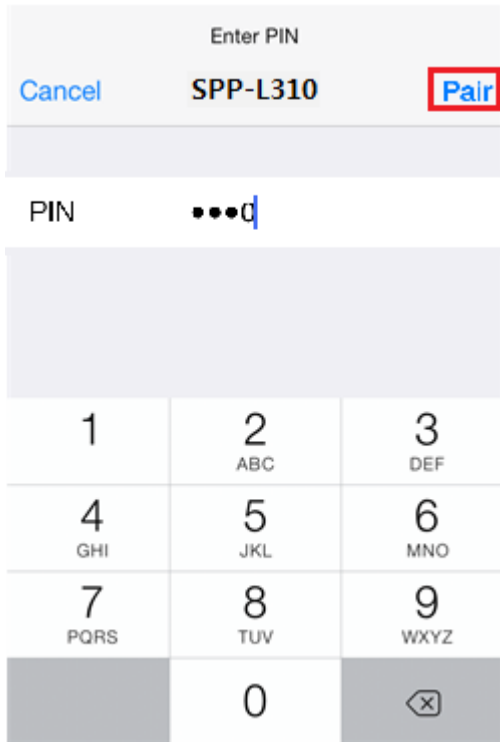 Enter PIN
Cancel SPP-L310 Pair
PIN •••0
1 2 3
ABC DEF
4 5 6
GHI JKL MNO
7 8 9
PQRS TUV WXYZ
0